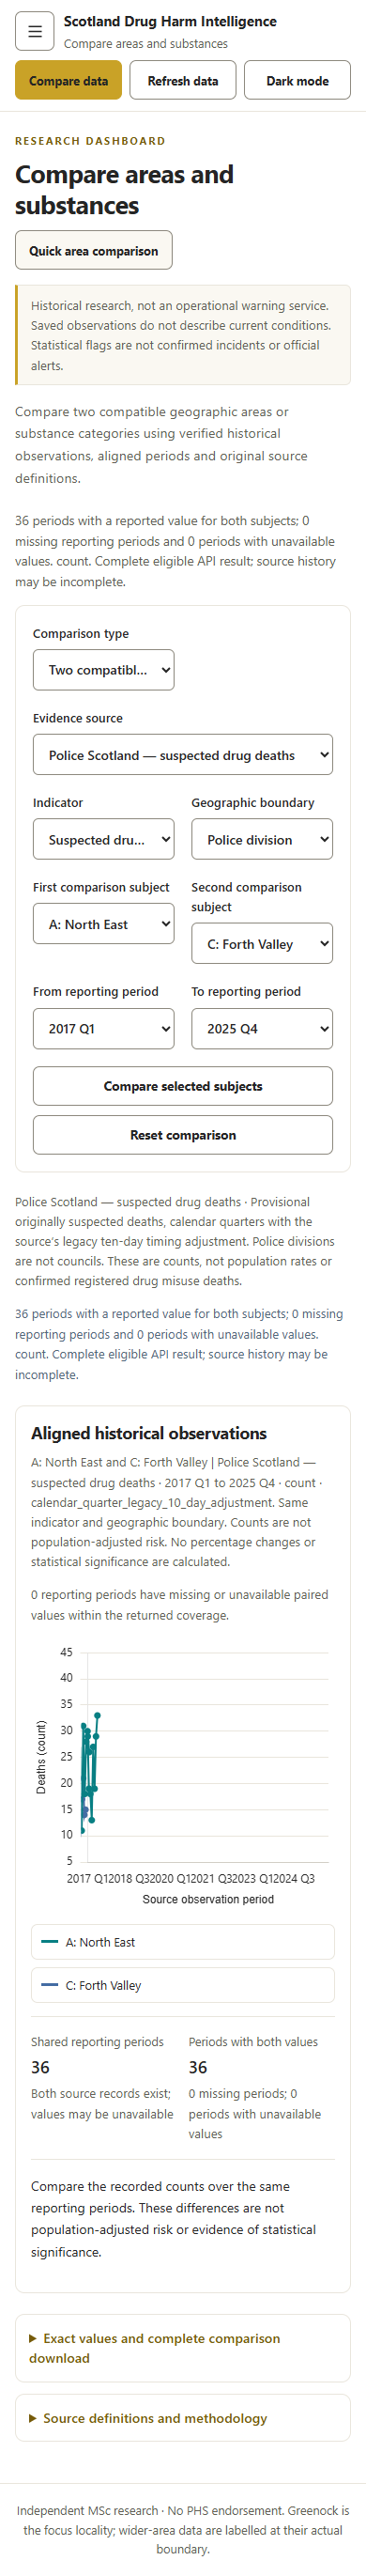 Scotland Drug Harm Intelligence
Compare areas and substances
Compare data
Refresh data
Dark mode
RESEARCH DASHBOARD
Compare areas and
substances
Quick area comparison
Historical research, not an operational warning service.
Saved observations do not describe current conditions.
Statistical flags are not confirmed incidents or official
alerts.
Compare two compatible geographic areas or
substance categories using verified historical
observations, aligned periods and original source
definitions.
36 periods with a reported value for both subjects; 0
missing reporting periods and 0 periods with unavailable
values. count. Complete eligible API result; source history
may be incomplete.
Comparison type
Two compatibl...
Evidence source
Police Scotland — suspected drug deaths
Indicator
Geographic boundary
Suspected dru...
Police division
First comparison subject
Second comparison
subject
A: North East
C: Forth Valley
From reporting period
To reporting period
2017 Q1
2025 Q4
Compare selected subjects
Reset comparison
Police Scotland — suspected drug deaths · Provisional
originally suspected deaths, calendar quarters with the
source's legacy ten-day timing adjustment. Police divisions
are not councils. These are counts, not population rates or
confirmed registered drug misuse deaths.
36 periods with a reported value for both subjects; 0 missing
reporting periods and 0 periods with unavailable values.
count. Complete eligible API result; source history may be
incomplete.
Aligned historical observations
A: North East and C: Forth Valley | Police Scotland —
suspected drug deaths · 2017 Q1 to 2025 Q4 · count ·
calendar_quarter_legacy_10_day_adjustment. Same
indicator and geographic boundary. Counts are not
population-adjusted risk. No percentage changes or
statistical significance are calculated.
0 reporting periods have missing or unavailable paired
values within the returned coverage.
45
40
35
30
25
20
15
10
5
Deaths (count)
2017 Q12018 Q32020 Q12021 Q32023 Q12024 Q3
Source observation period
A: North East
C: Forth Valley
Shared reporting periods
36
Both source records exist;
values may be unavailable
Periods with both values
36
0 missing periods; 0
periods with unavailable
values
Compare the recorded counts over the same
reporting periods. These differences are not
population-adjusted risk or evidence of statistical
significance.
Exact values and complete comparison
download
Source definitions and methodology
Independent MSc research · No PHS endorsement. Greenock is
the focus locality; wider-area data are labelled at their actual
boundary.